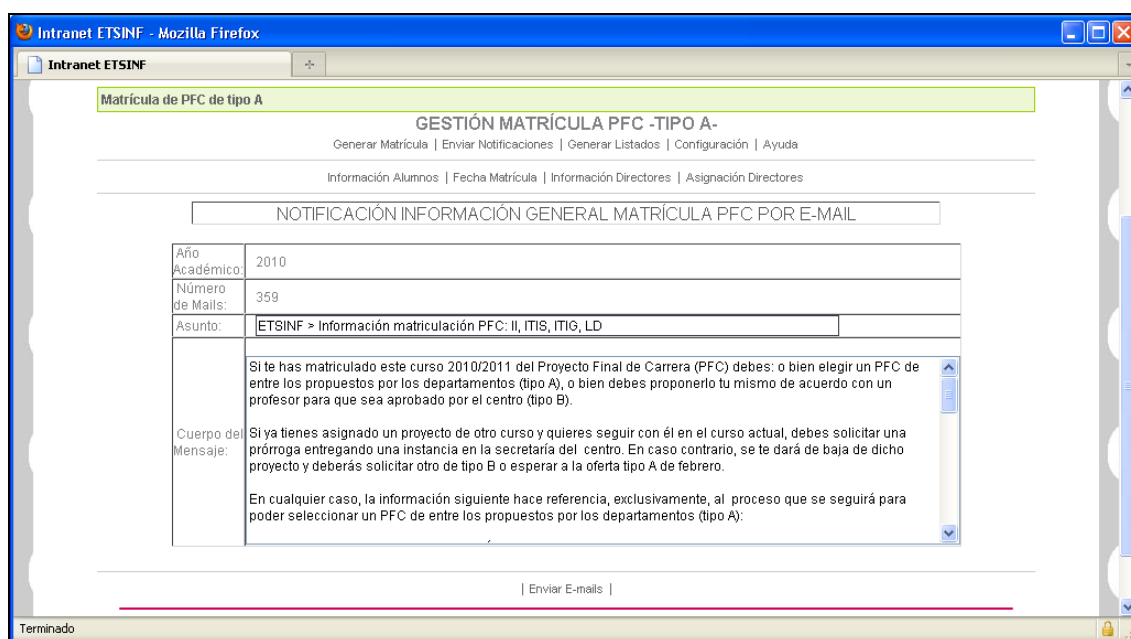 Intranet ETSINF - Mozilla Firefox
Intranet ETSINF
Matrícula de PFC de tipo A
GESTIÓN MATRÍCULA PFC -TIPO A-
Generar Matrícula | Enviar Notificaciones | Generar Listados | Configuración | Ayuda
Información Alumnos | Fecha Matrícula | Información Directores | Asignación Directores
NOTIFICACIÓN INFORMACIÓN GENERAL MATRÍCULA PFC POR E-MAIL
Año
Académico:
2010
Número
de Mails:
359
Asunto:
ETSINF > Información matriculación PFC: II, ITIS, ITIG, LD
Cuerpo del
Mensaje:
Si te has matriculado este curso 2010/2011 del Proyecto Final de Carrera (PFC) debes: o bien elegir un PFC de
entre los propuestos por los departamentos (tipo A), o bien debes proponerlo tu mismo de acuerdo con un
profesor para que sea aprobado por el centro (tipo B).
Si ya tienes asignado un proyecto de otro curso y quieres seguir con él en el curso actual, debes solicitar una
prórroga entregando una instancia en la secretaría del centro. En caso contrario, se te dará de baja de dicho
proyecto y deberás solicitar otro de tipo B o esperar a la oferta tipo A de febrero.
En cualquier caso, la información siguiente hace referencia, exclusivamente, al proceso que se seguirá para
poder seleccionar un PFC de entre los propuestos por los departamentos (tipo A):
| Enviar E-mails |
Terminado